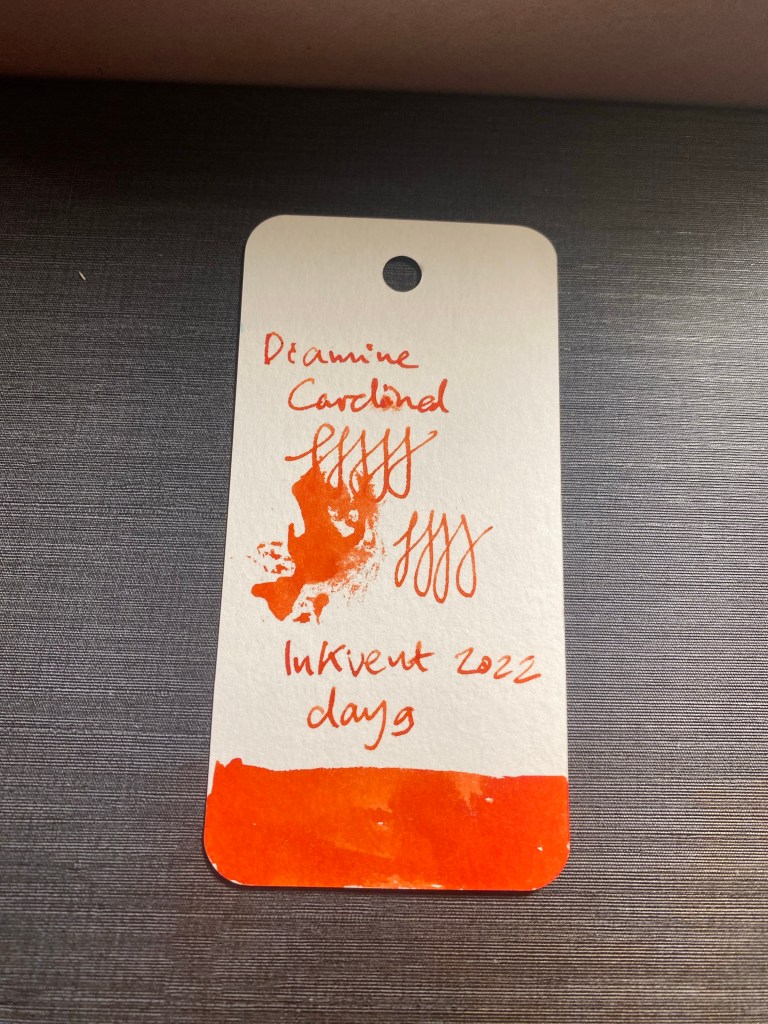 Diamine
Cardinal
Inkvent 2022
day 9